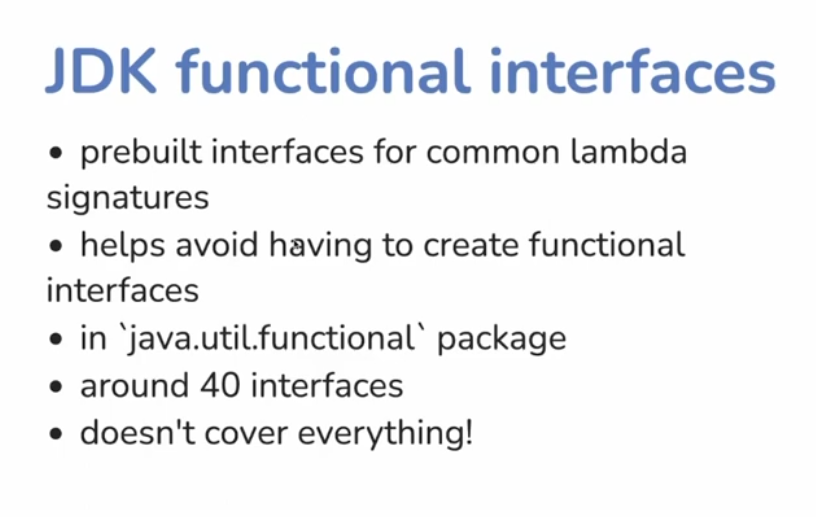 JDK functional interfaces
• prebuilt interfaces for common lambda
signatures
• helps avoid having to create functional
interfaces
• in `java.util.functional` package
• around 40 interfaces
• doesn't cover everything!